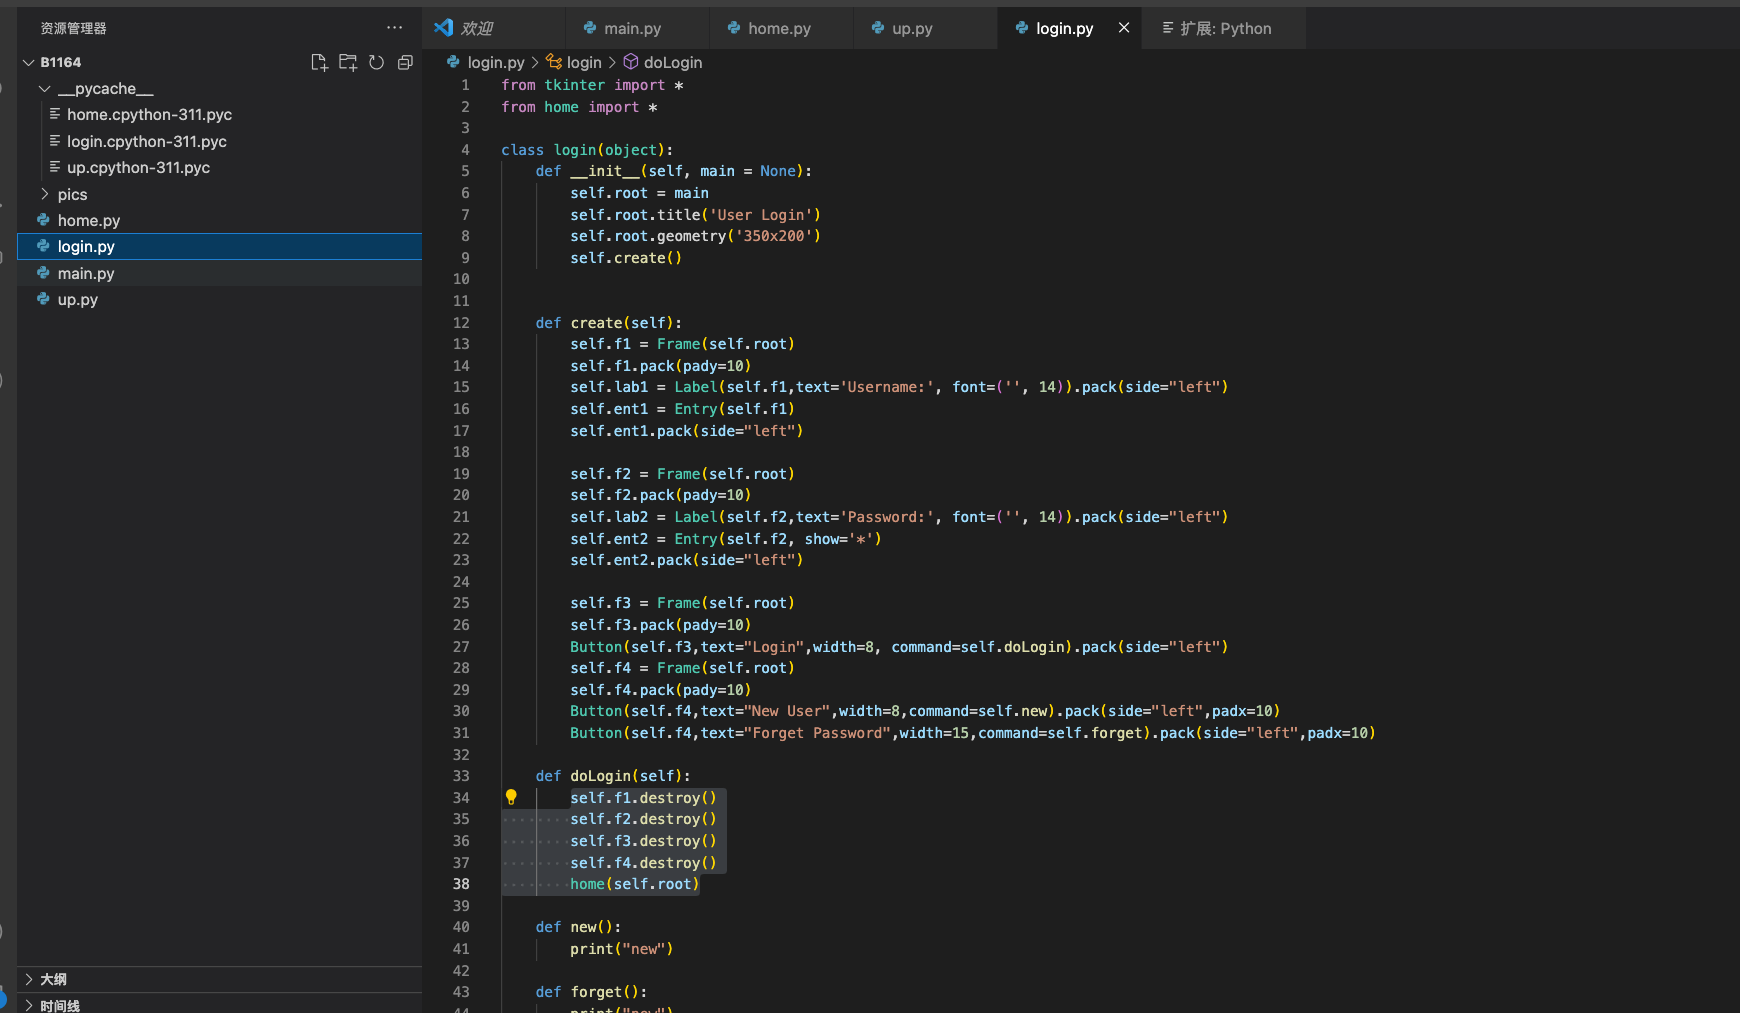 资源管理器
B1164
__pycache__
home.cpython-311.pyc
login.cpython-311.pyc
up.cpython-311.pyc
pics
home.py
login.py
main.py
up.py
大纲
时间线
欢迎
main.py
home.py
up.py
login.py
扩展: Python
login.py > login > doLogin
1 from tkinter import *
2 from home import *
3
4 class login(object):
5 def __init__(self, main = None):
6 self.root = main
7 self.root.title('User Login')
8 self.root.geometry('350x200')
9 self.create()
10
11
12 def create(self):
13 self.f1 = Frame(self.root)
14 self.f1.pack(pady=10)
15 self.lab1 = Label(self.f1,text='Username:', font=('', 14)).pack(side="left")
16 self.ent1 = Entry(self.f1)
17 self.ent1.pack(side="left")
18
19 self.f2 = Frame(self.root)
20 self.f2.pack(pady=10)
21 self.lab2 = Label(self.f2,text='Password:', font=('', 14)).pack(side="left")
22 self.ent2 = Entry(self.f2, show='*')
23 self.ent2.pack(side="left")
24
25 self.f3 = Frame(self.root)
26 self.f3.pack(pady=10)
27 Button(self.f3,text="Login",width=8, command=self.doLogin).pack(side="left")
28 self.f4 = Frame(self.root)
29 self.f4.pack(pady=10)
30 Button(self.f4,text="New User",width=8,command=self.new).pack(side="left",padx=10)
31 Button(self.f4,text="Forget Password",width=15,command=self.forget).pack(side="left",padx=10)
32
33 def doLogin(self):
34 self.f1.destroy()
35 self.f2.destroy()
36 self.f3.destroy()
37 self.f4.destroy()
38 home(self.root)
39
40 def new():
41 print("new")
42
43 def forget():
44 print("new")